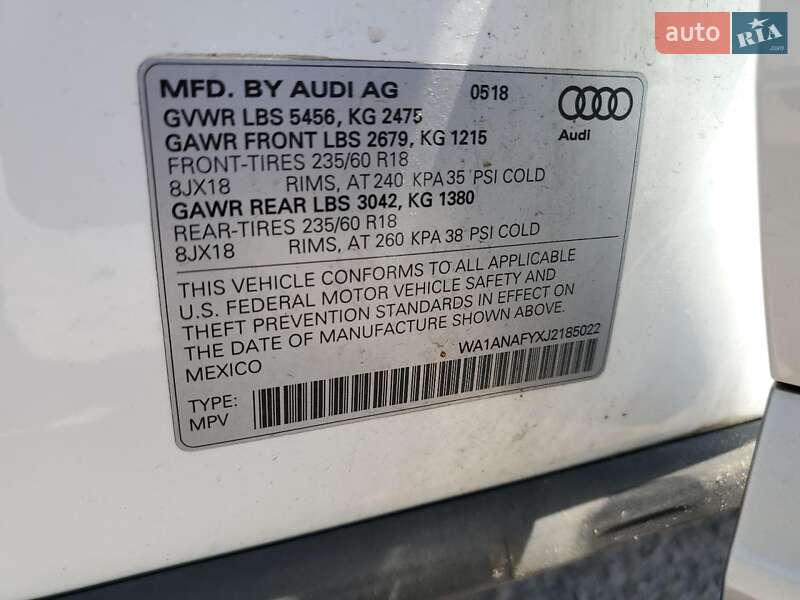 auto RIA.com
MFD. BY AUDI AG 0518
GVWR LBS 5456, KG 2475
GAWR FRONT LBS 2679, KG 1215
Audi
FRONT-TIRES 235/60 R18
8JX18 RIMS, AT 240 KPA 35 PSI COLD
GAWR REAR LBS 3042, KG 1380
REAR-TIRES 235/60 R18
8JX18 RIMS, AT 260 KPA 38 PSI COLD
THIS VEHICLE CONFORMS TO ALL APPLICABLE
U.S. FEDERAL MOTOR VEHICLE SAFETY AND
THEFT PREVENTION STANDARDS IN EFFECT ON
THE DATE OF MANUFACTURE SHOWN ABOVE.
MEXICO WA1ANAFYXJ2185022
TYPE:
MPV